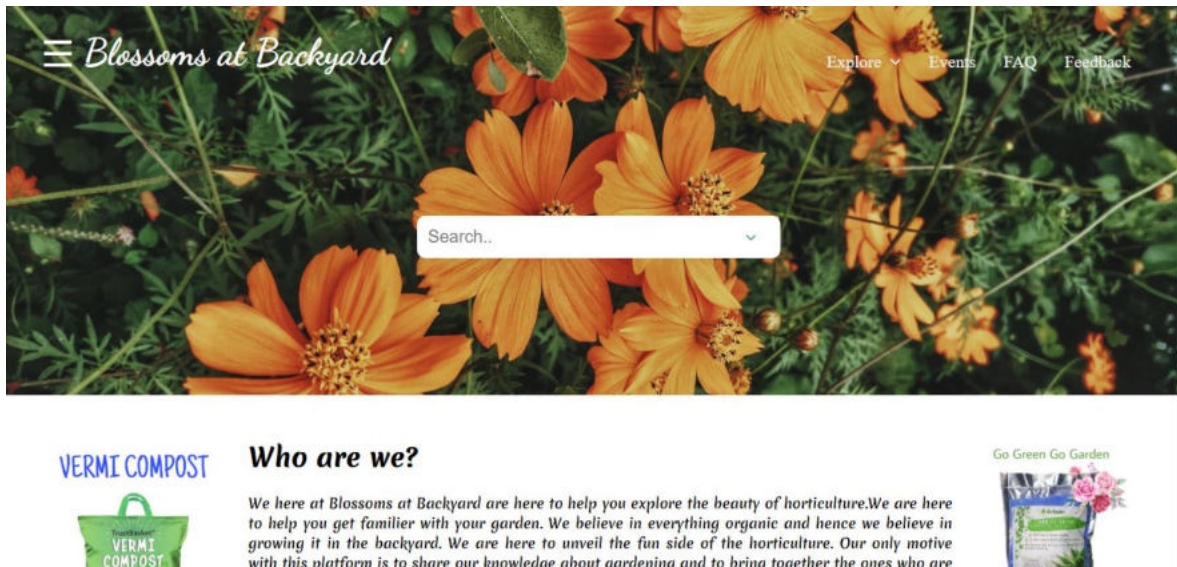 Blossoms at Backyard
Explore Events FAQ Feedback
Search..
VERMI COMPOST
TrustBasket
VERMI
COMPOST
Who are we?
We here at Blossoms at Backyard are here to help you explore the beauty of horticulture.We are here
to help you get familier with your garden. We believe in everything organic and hence we believe in
growing it in the backyard. We are here to unveil the fun side of the horticulture. Our only motive
with this platform is to share our knowledge about gardening and to bring together the ones who are
Go Green Go Garden